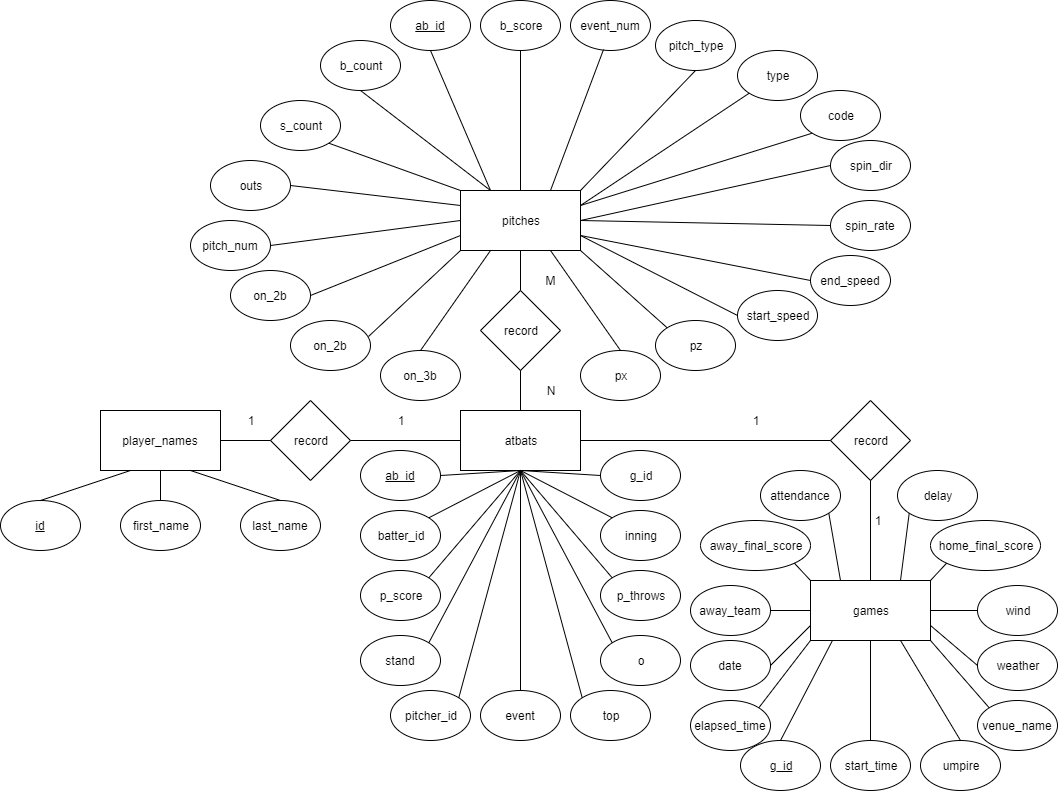 ab_id
b_score
event_num
pitch_type
b_count
type
s_count
code
spin_dir
outs
pitches
spin_rate
pitch_num
end_speed
M
on_2b
start_speed
record
on_2b
pz
on_3b
px
N
player_names
1
record
1
atbats
1
record
ab_id
g_id
id
first_name
last_name
batter_id
inning
attendance
delay
1
away_final_score
home_final_score
p_score
p_throws
away_team
games
wind
stand
o
date
weather
pitcher_id
event
top
elapsed_time
venue_name
g_id
start_time
umpire